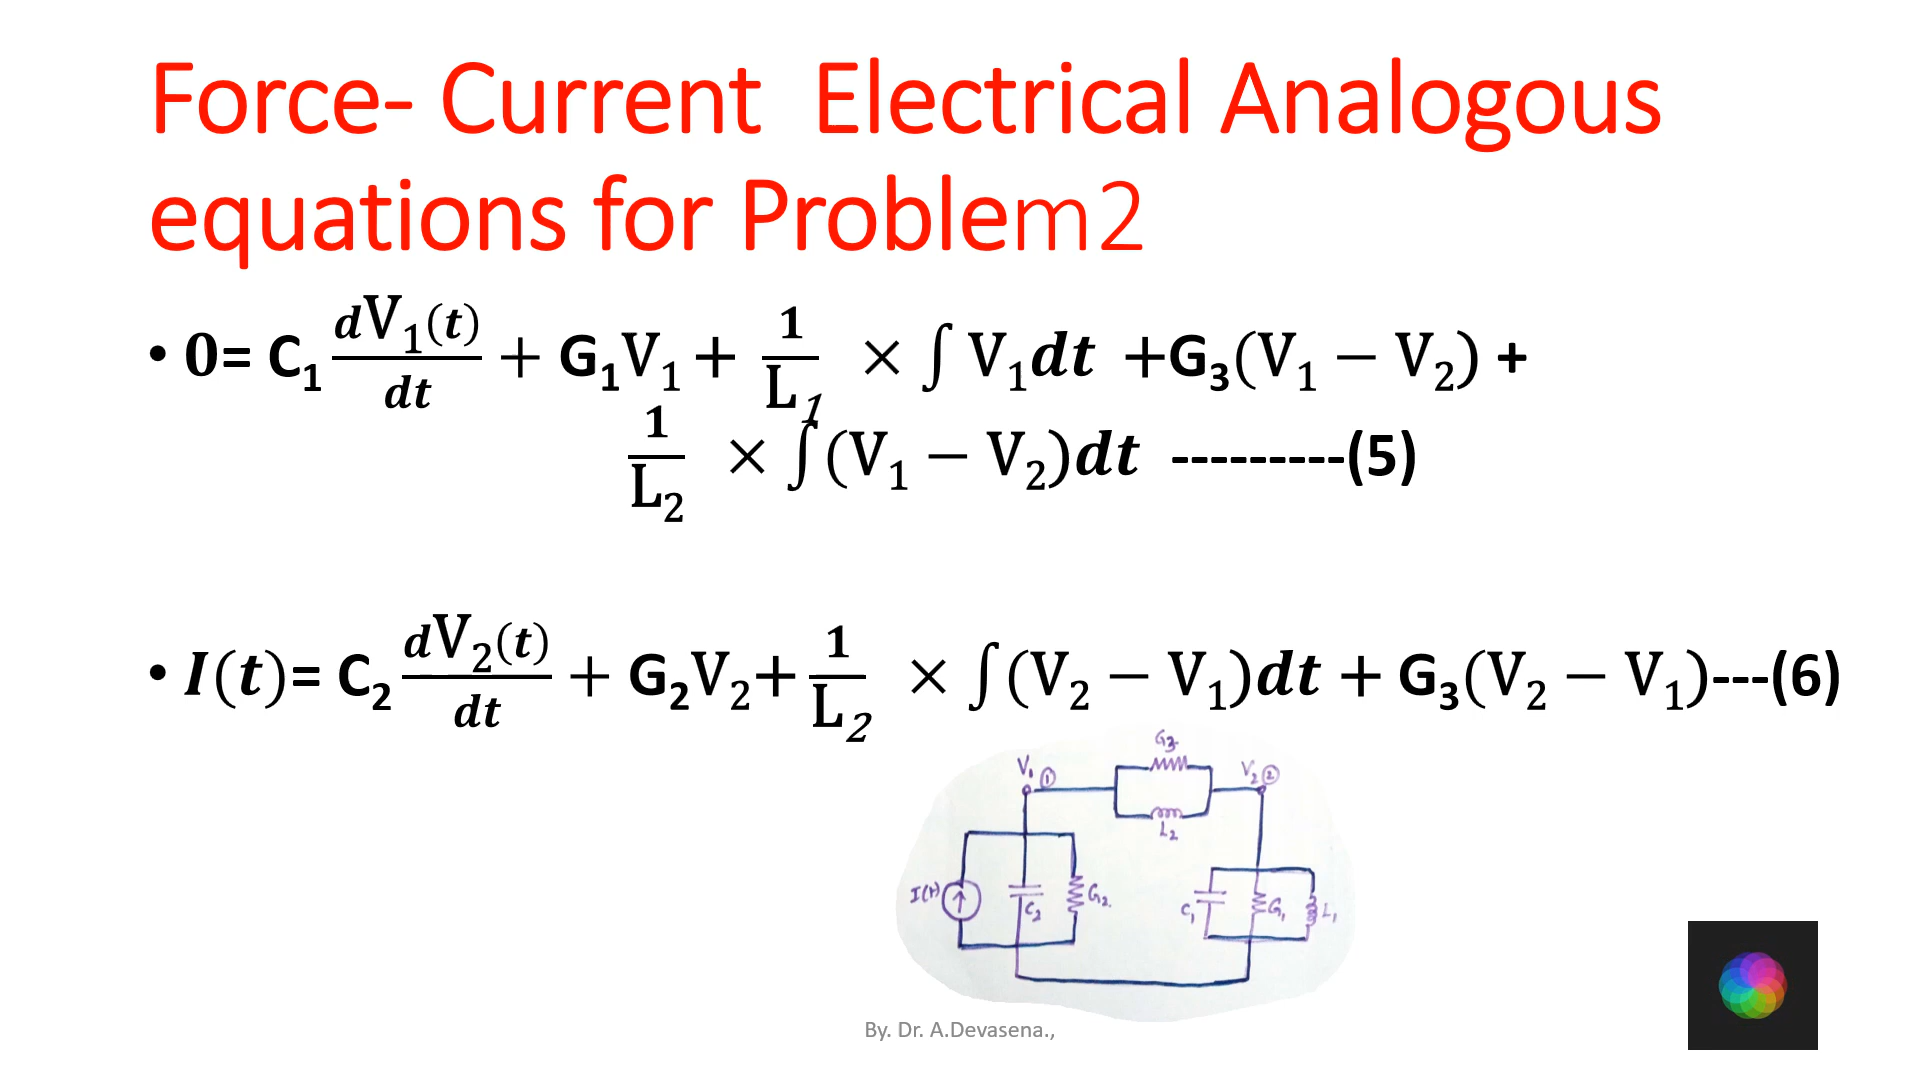 Force- Current  Electrical Analogous
equations for Problem2
• 0= C₁ dV₁(t)/dt + G₁V₁ + 1/L₁ × ∫ V₁dt +G₃(V₁ − V₂) +
1/L₂ × ∫(V₁ − V₂)dt ---------(5)
• I(t)= C₂ dV₂(t)/dt + G₂V₂+ 1/L₂ × ∫(V₂ − V₁)dt + G₃(V₂ − V₁)---(6)
G₃
V₁ ①
V₂ ②
L₂
I(t)
C₂
G₂
C₁
G₁
L₁
By. Dr. A.Devasena.,